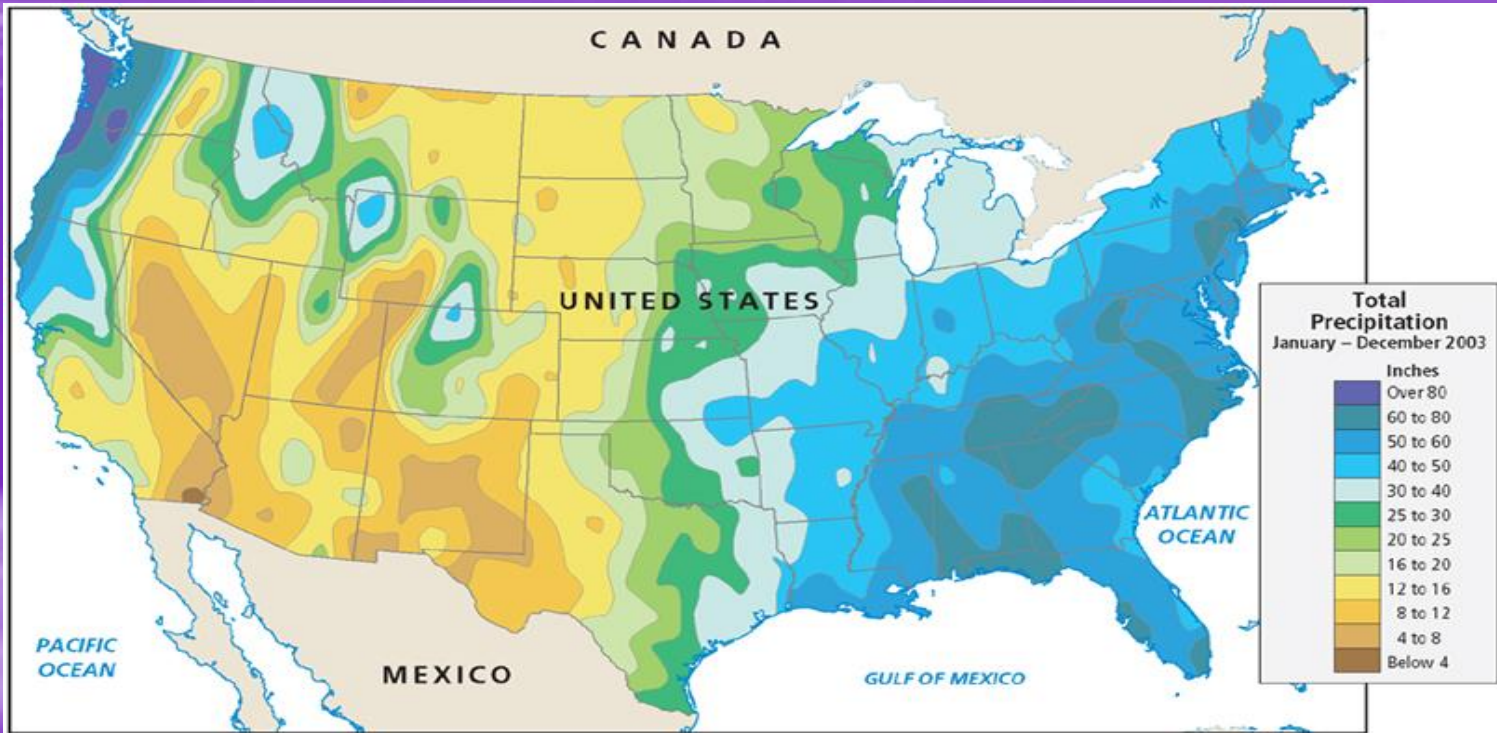 CANADA
UNITED STATES
Total
Precipitation
January – December 2003
Inches
Over 80
60 to 80
50 to 60
40 to 50
30 to 40
25 to 30
20 to 25
16 to 20
12 to 16
8 to 12
4 to 8
Below 4
ATLANTIC
OCEAN
PACIFIC
OCEAN
MEXICO
GULF OF MEXICO